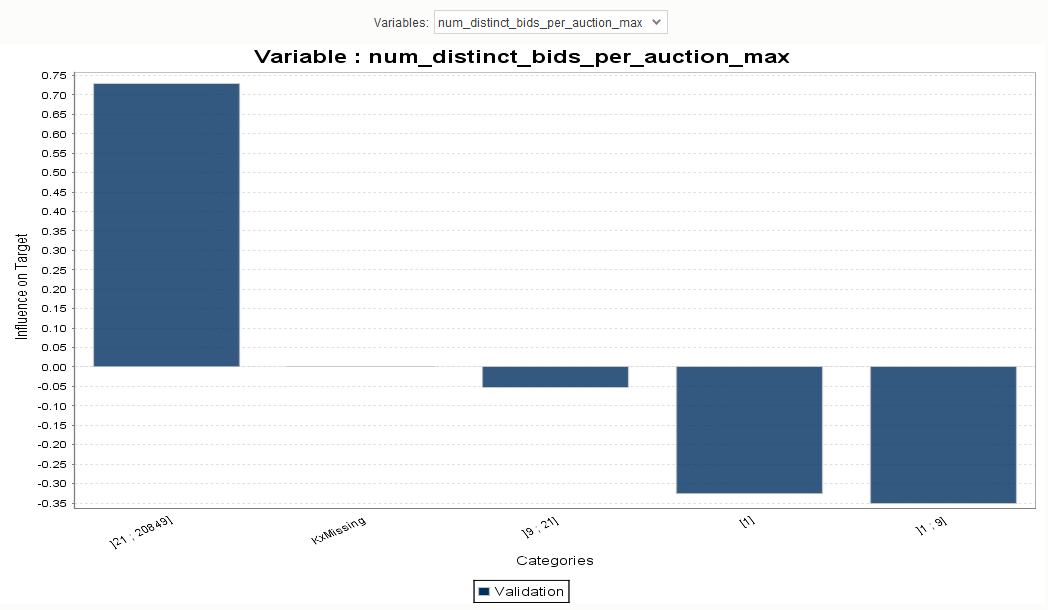 Variables: num_distinct_bids_per_auction_max
Variable : num_distinct_bids_per_auction_max
0.75
0.70
0.65
0.60
0.55
0.50
0.45
0.40
0.35
0.30
0.25
0.20
0.15
0.10
0.05
0.00
-0.05
-0.10
-0.15
-0.20
-0.25
-0.30
-0.35
Influence on Target
]21 ; 20849]
KxMissing
]9 ; 21]
[1]
]1 ; 9]
Categories
Validation